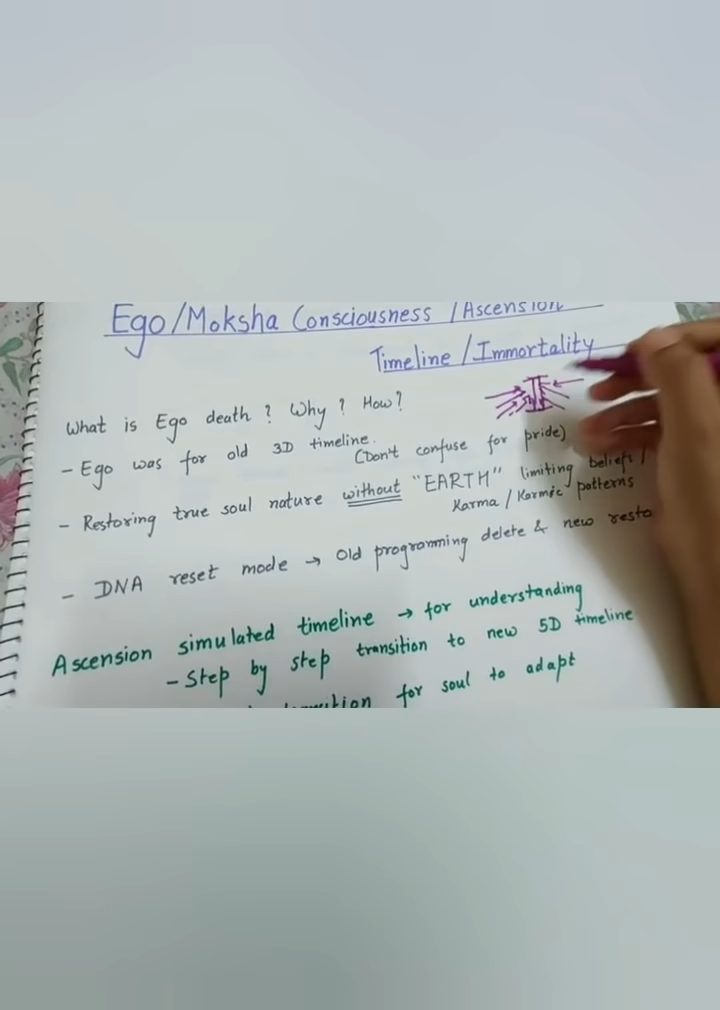 Ego/Moksha Consciousness /Ascension
Timeline /Immortality
What is Ego death ? Why ? How?
- Ego was for old 3D timeline.
(Don't confuse for pride)
- Restoring true soul nature without "EARTH" limiting beliefs /
Karma / Karmic patterns
- DNA reset mode → Old programming delete & new resto
Ascension simulated timeline → for understanding
- Step by step transition to new 5D timeline
for soul to adapt